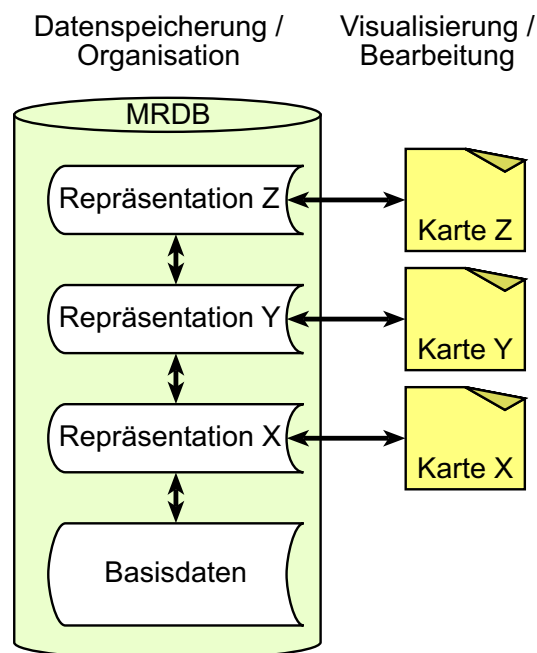 Datenspeicherung /
Organisation
Visualisierung /
Bearbeitung
MRDB
Repräsentation Z
Karte Z
Repräsentation Y
Karte Y
Repräsentation X
Karte X
Basisdaten